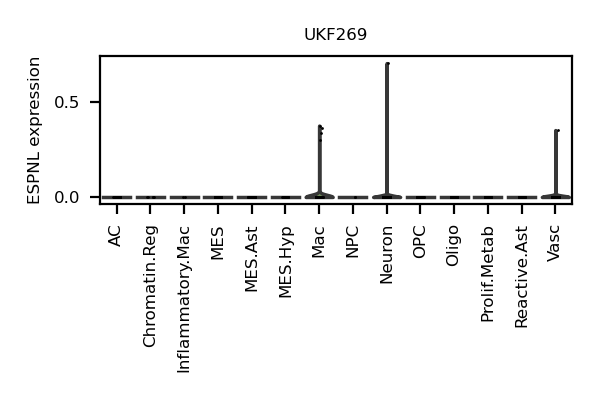 UKF269
ESPNL expression
0.5
0.0
AC
Chromatin.Reg
Inflammatory.Mac
MES
MES.Ast
MES.Hyp
Mac
NPC
Neuron
OPC
Oligo
Prolif.Metab
Reactive.Ast
Vasc